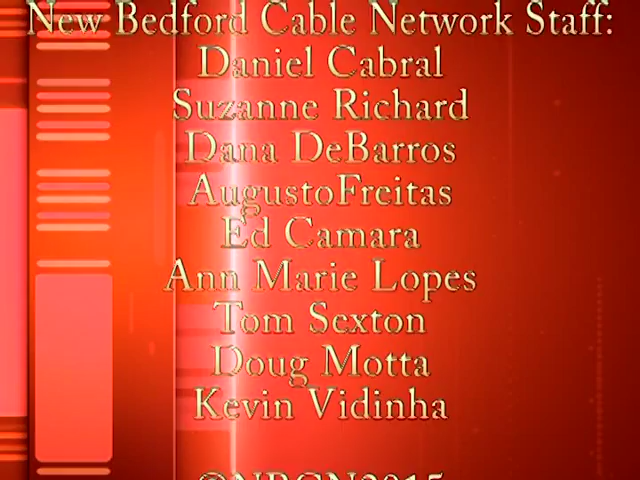 New Bedford Cable Network Staff:
Daniel Cabral
Suzanne Richard
Dana DeBarros
AugustoFreitas
Ed Camara
Ann Marie Lopes
Tom Sexton
Doug Motta
Kevin Vidinha
©NBCN2015